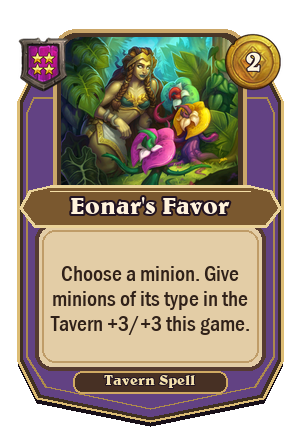 2
Eonar's Favor
Choose a minion. Give
minions of its type in the
Tavern +3/+3 this game.
Tavern Spell